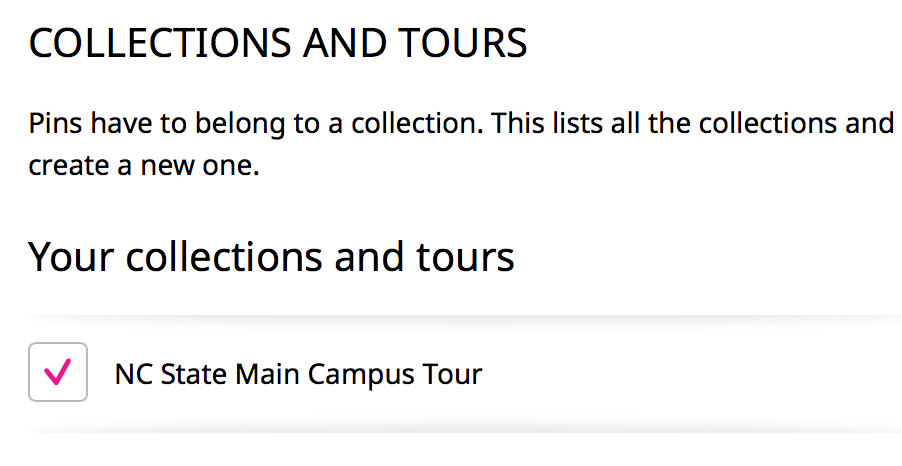 COLLECTIONS AND TOURS
Pins have to belong to a collection. This lists all the collections and
create a new one.
Your collections and tours
NC State Main Campus Tour